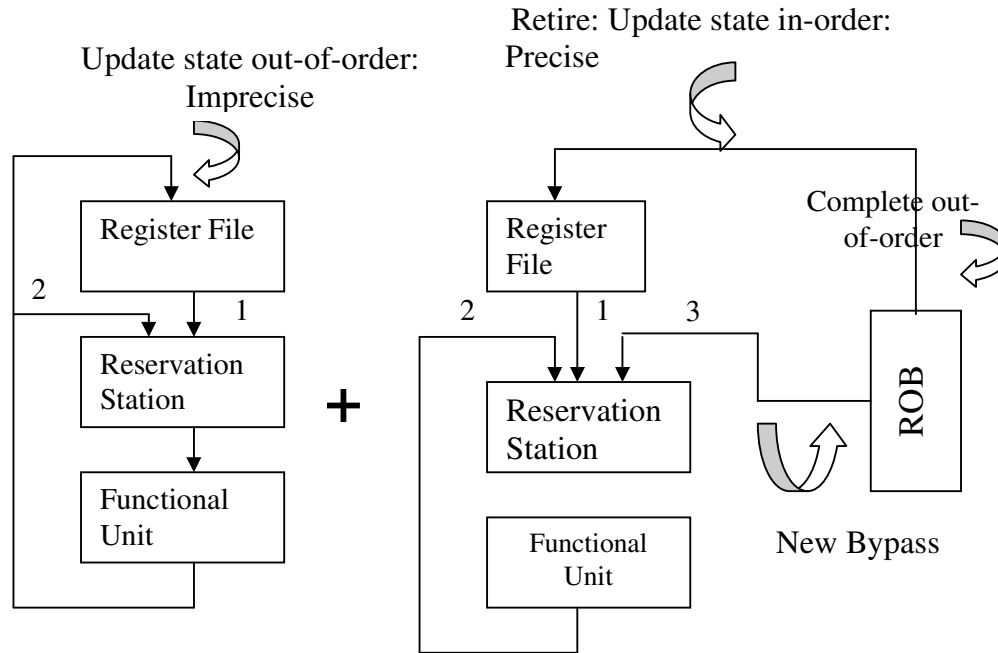 Update state out-of-order:
Imprecise
Register File
2
1
Reservation
Station
Functional
Unit
+
Retire: Update state in-order:
Precise
Register
File
Complete out-
of-order
2
1
3
Reservation
Station
ROB
Functional
Unit
New Bypass